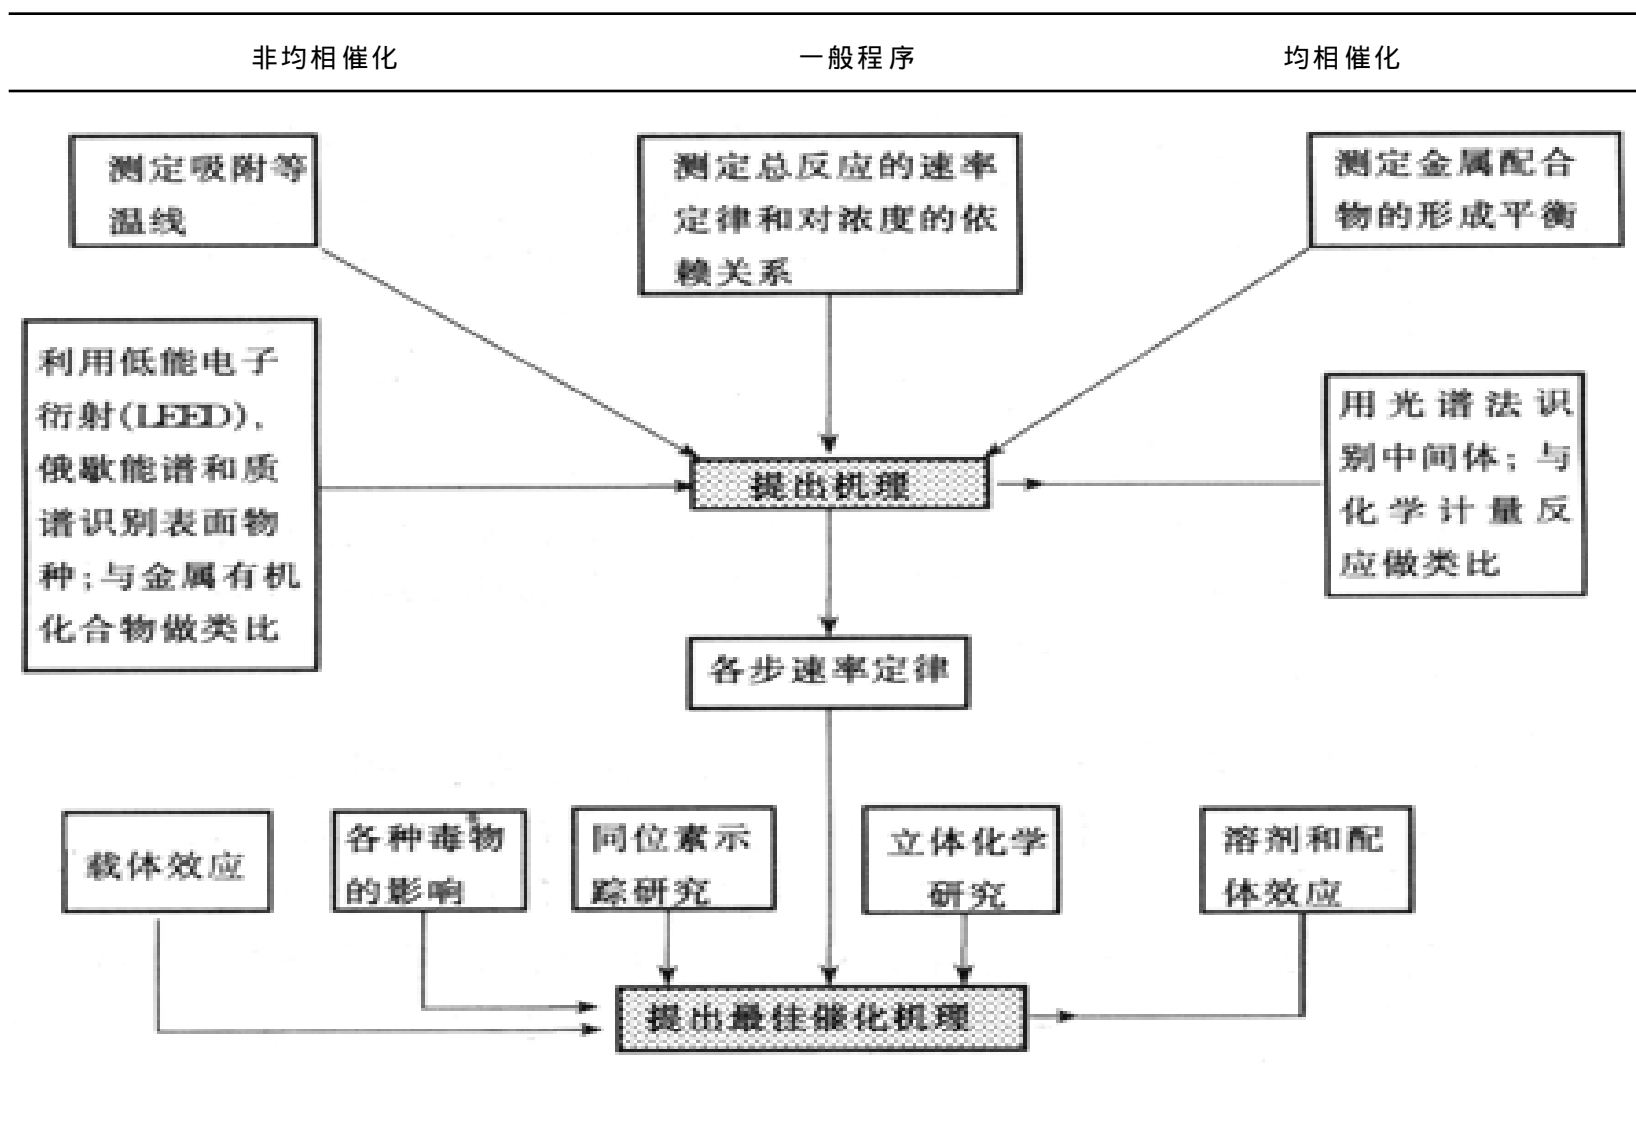 非均相催化
一般程序
均相催化
测定吸附等
温线
测定总反应的速率
定律和对浓度的依
赖关系
测定金属配合
物的形成平衡
利用低能电子
衍射(LEED),
俄歇能谱和质
谱识别表面物
种;与金属有机
化合物做类比
提出机理
用光谱法识
别中间体;与
化学计量反
应做类比
各步速率定律
载体效应
各种毒物
的影响
同位素示
踪研究
立体化学
研究
溶剂和配
体效应
提出最佳催化机理